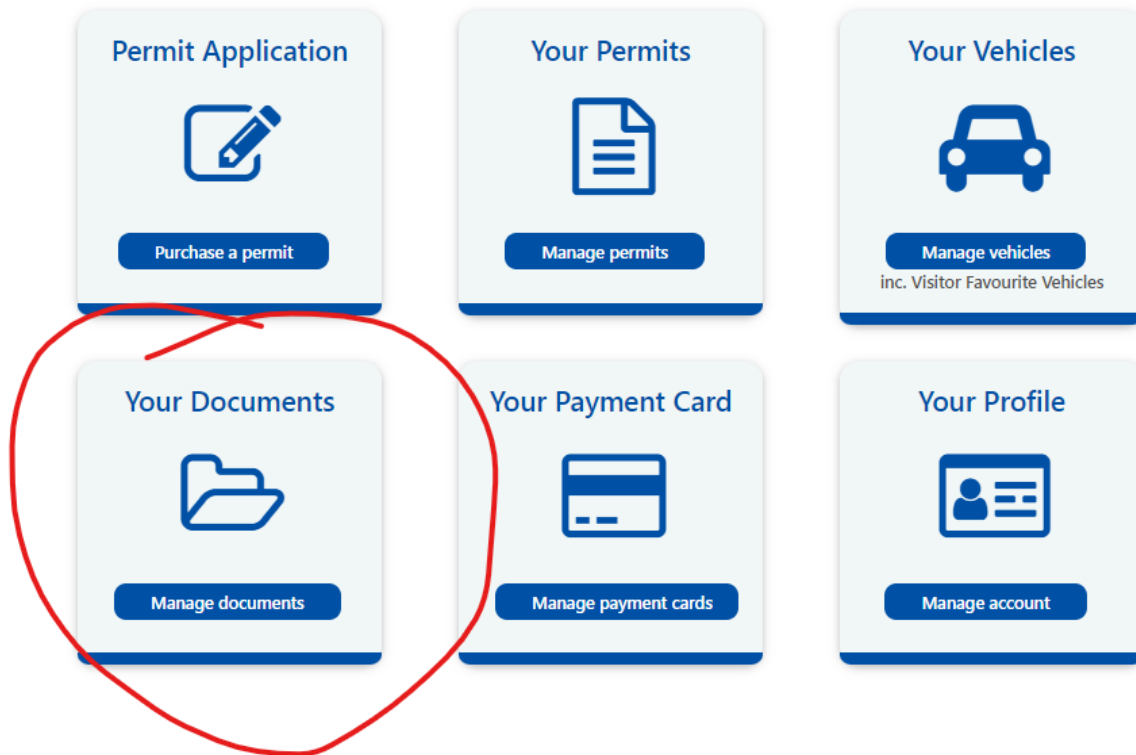 Permit Application
Purchase a permit
Your Permits
Manage permits
Your Vehicles
Manage vehicles
inc. Visitor Favourite Vehicles
Your Documents
Manage documents
Your Payment Card
Manage payment cards
Your Profile
Manage account